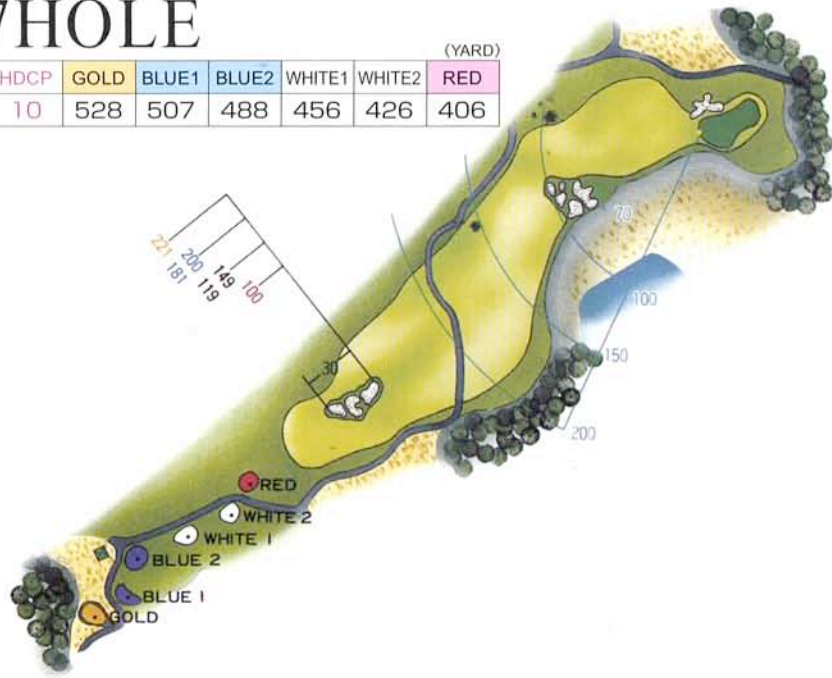 HOLE
(YARD)
HDCP GOLD BLUE1 BLUE2 WHITE1 WHITE2 RED
10 528 507 488 456 426 406
221
181
200
149
119
100
30
70
100
150
200
RED
WHITE 2
WHITE 1
BLUE 2
BLUE 1
GOLD